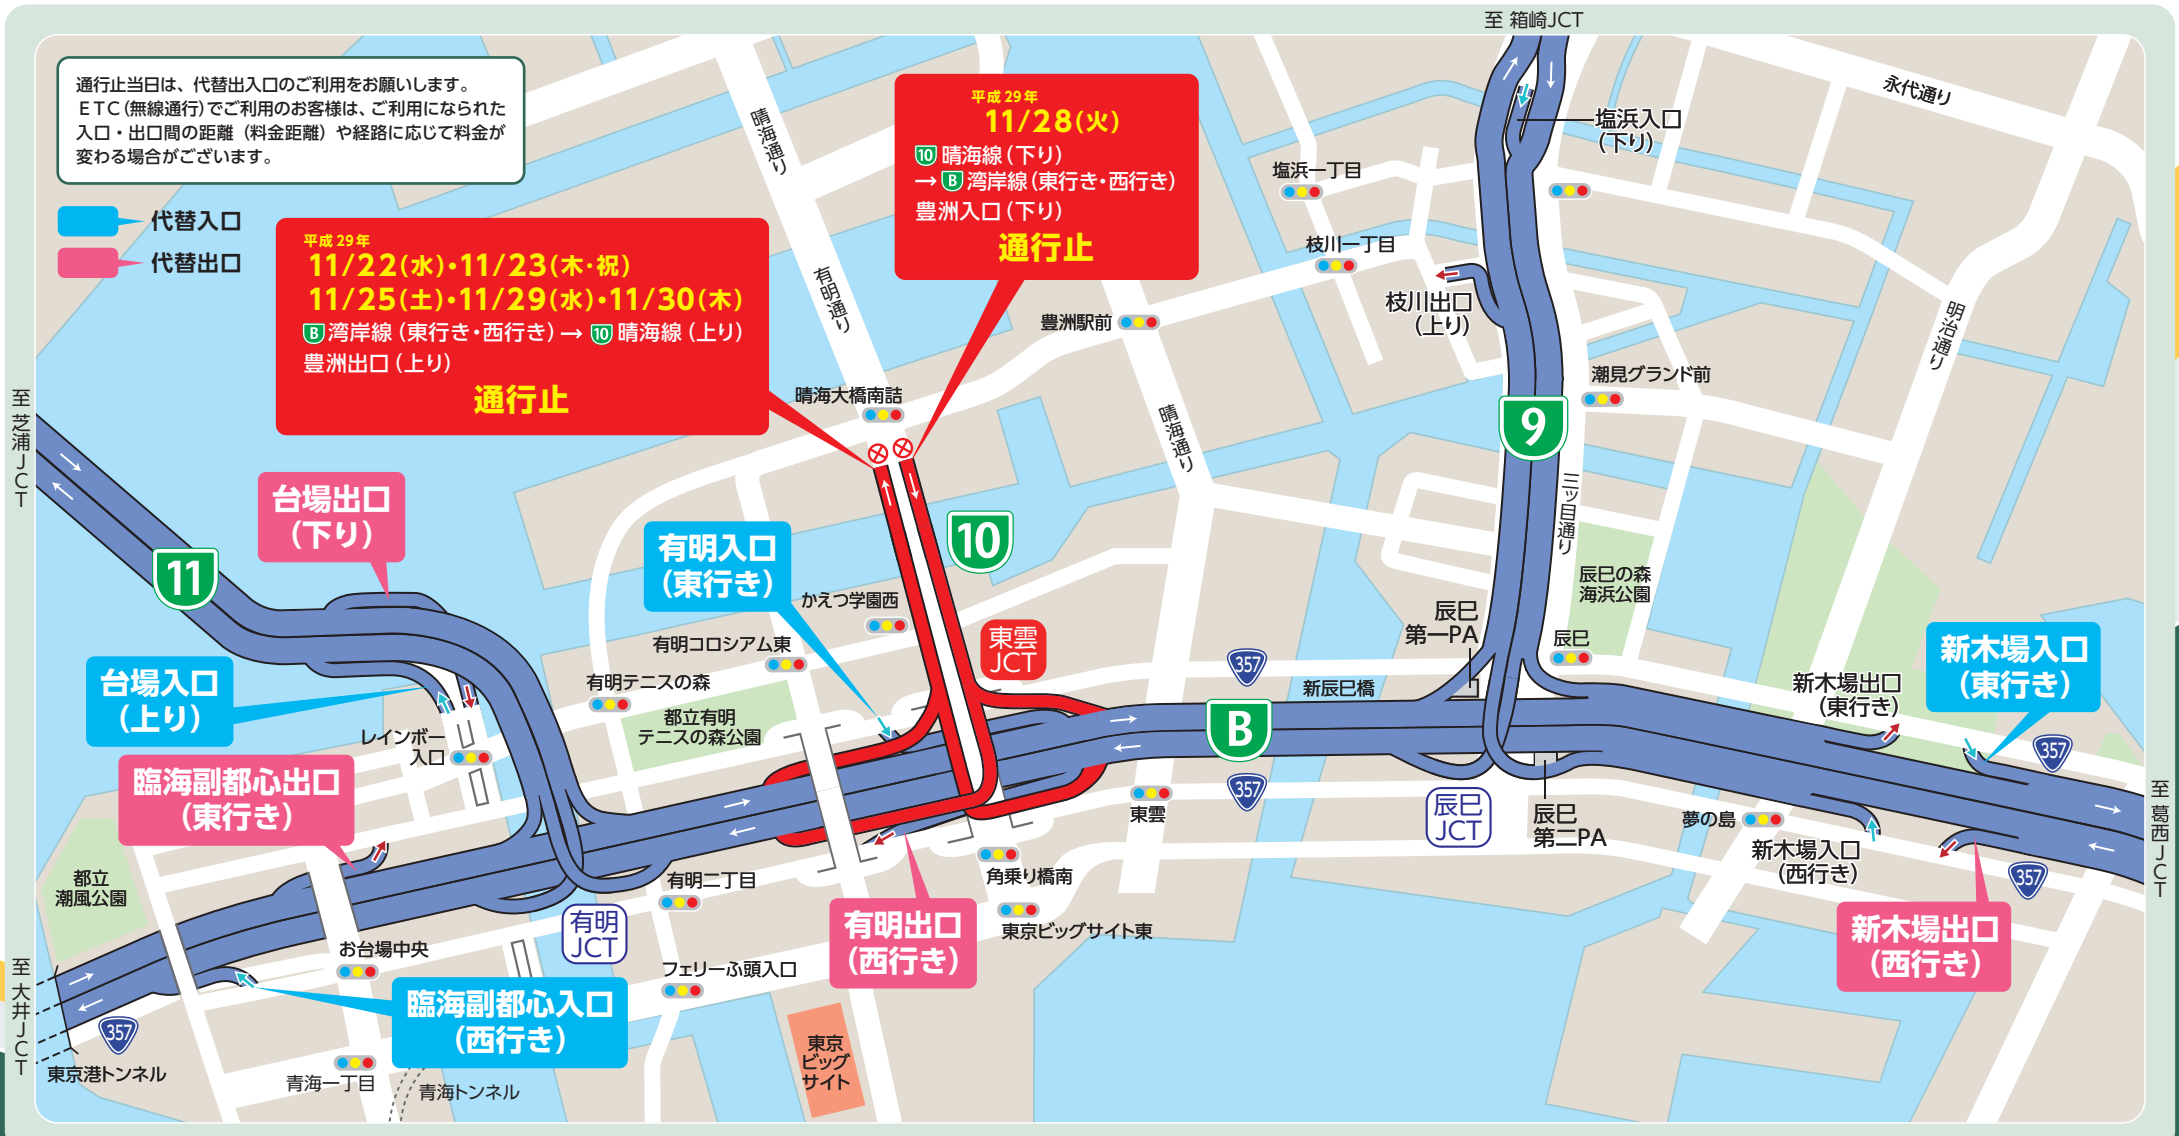 至 箱崎JCT
通行止当日は、代替出入口のご利用をお願いします。
ETC(無線通行)でご利用のお客様は、ご利用になられた
入口・出口間の距離（料金距離）や経路に応じて料金が
変わる場合がございます。
代替入口
代替出口
平成29年
11/22(水)・11/23(木・祝)
11/25(土)・11/29(水)・11/30(木)
B 湾岸線（東行き・西行き）→ 10 晴海線（上り）
豊洲出口（上り）
通行止
平成29年
11/28(火)
10 晴海線（下り）
→ B 湾岸線（東行き・西行き）
豊洲入口（下り）
通行止
晴海通り
有明通り
永代通り
塩浜入口
（下り）
塩浜一丁目
枝川一丁目
枝川出口
（上り）
豊洲駅前
明治通り
潮見グランド前
晴海大橋南詰
晴海通り
9
三ッ目通り
至 芝浦JCT
台場出口
（下り）
11
10
有明入口
（東行き）
かえつ学園西
東雲
JCT
有明コロシアム東
有明テニスの森
都立有明
テニスの森公園
辰巳の森
海浜公園
辰巳
第一PA
辰巳
357
新辰巳橋
B
357
新木場出口
（東行き）
新木場入口
（東行き）
357
台場入口
（上り）
レインボー
入口
臨海副都心出口
（東行き）
東雲
辰巳
JCT
辰巳
第二PA
夢の島
新木場入口
（西行き）
357
至 葛西JCT
新木場出口
（西行き）
都立
潮風公園
有明二丁目
角乗り橋南
有明
JCT
有明出口
（西行き）
東京ビッグサイト東
お台場中央
フェリーふ頭入口
臨海副都心入口
（西行き）
至 大井JCT
357
東京港トンネル
青海一丁目
青海トンネル
東京
ビッグ
サイト